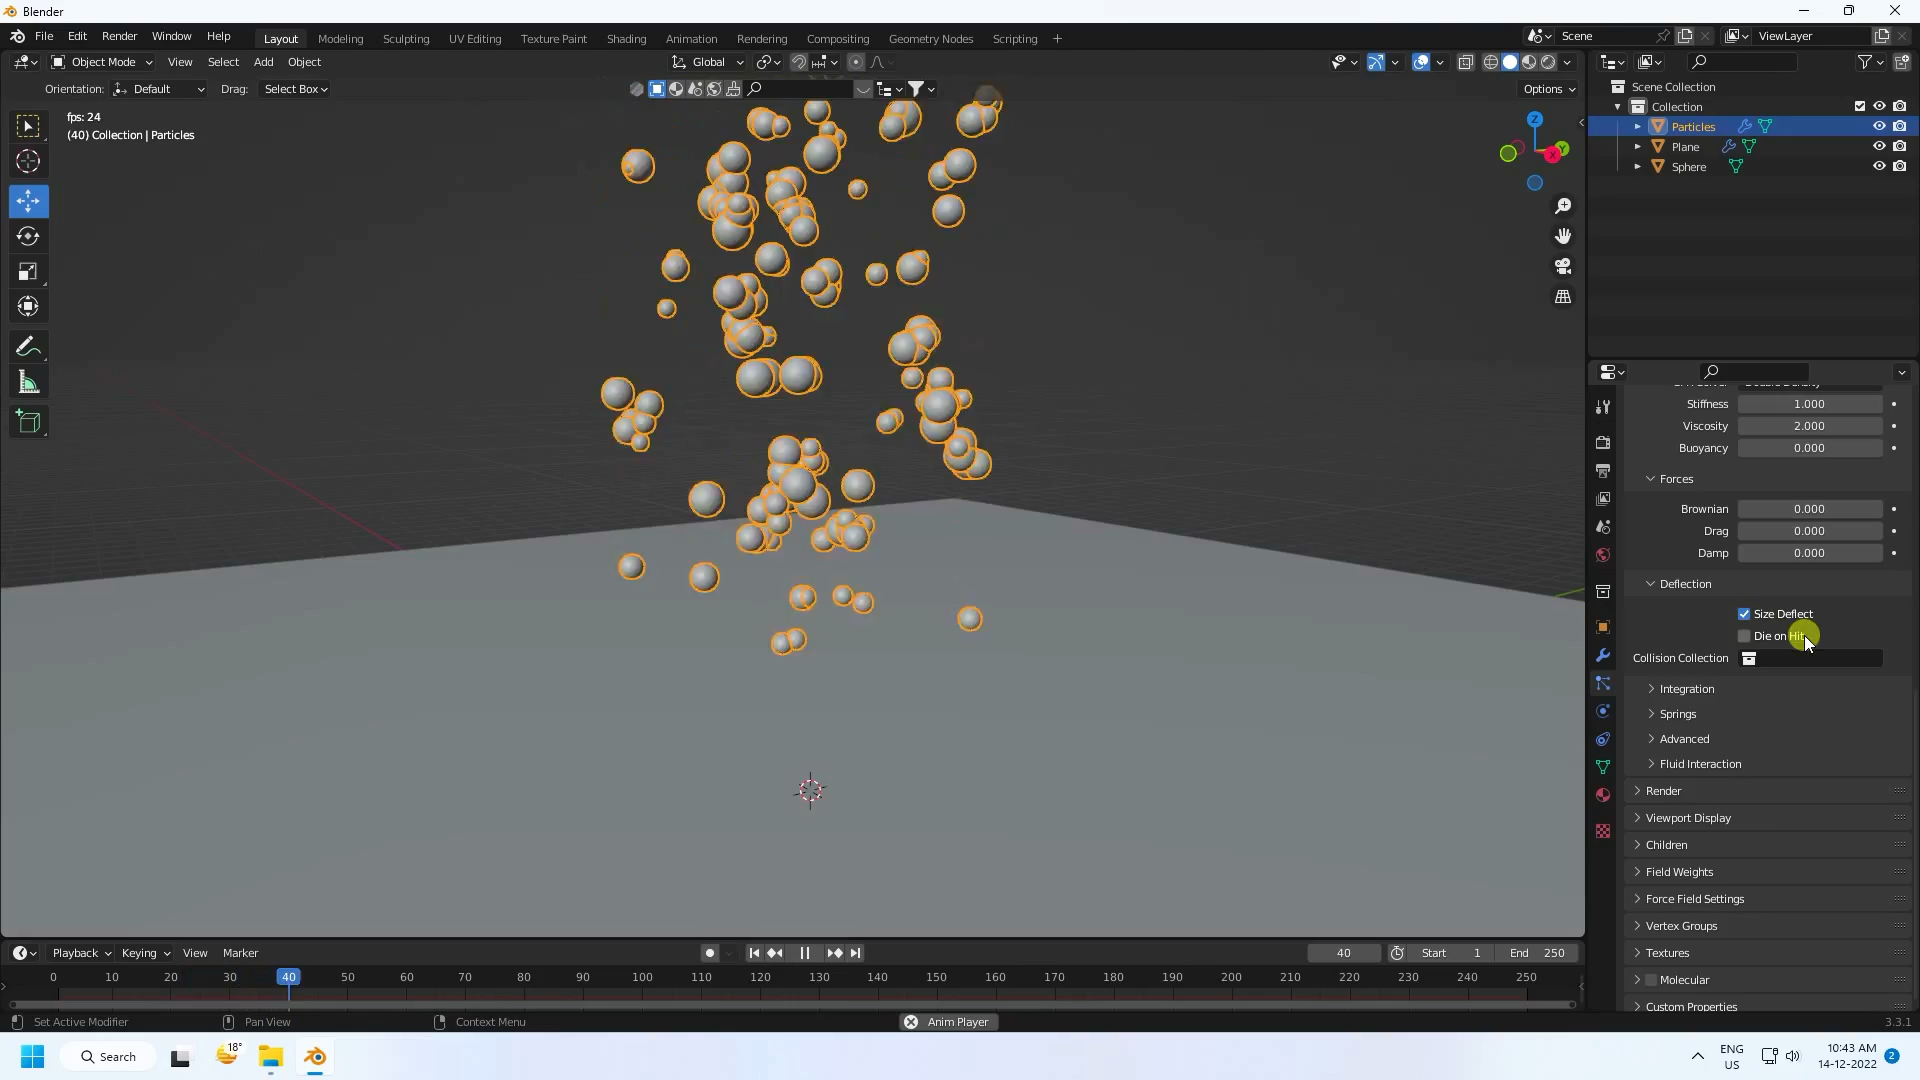 Blender
File Edit Render Window Help Layout Modeling Sculpting UV Editing Texture Paint Shading Animation Rendering Compositing Geometry Nodes Scripting + Scene ViewLayer
Object Mode View Select Add Object Global
Orientation: Default Drag: Select Box Options
fps: 24
(40) Collection | Particles
Z
Y
X
Scene Collection
Collection
Particles
Plane
Sphere
Stiffness 1.000
Viscosity 2.000
Buoyancy 0.000
Forces
Brownian 0.000
Drag 0.000
Damp 0.000
Deflection
Size Deflect
Die on Hit
Collision Collection
Integration
Springs
Advanced
Fluid Interaction
Render
Viewport Display
Children
Field Weights
Force Field Settings
Vertex Groups
Textures
Molecular
Custom Properties
Playback Keying View Marker 40 Start 1 End 250
0 10 20 30 40 50 60 70 80 90 100 110 120 130 140 150 160 170 180 190 200 210 220 230 240 250
Set Active Modifier Pan View Context Menu Anim Player 3.3.1
Search 18° ENG US 10:43 AM 14-12-2022 2